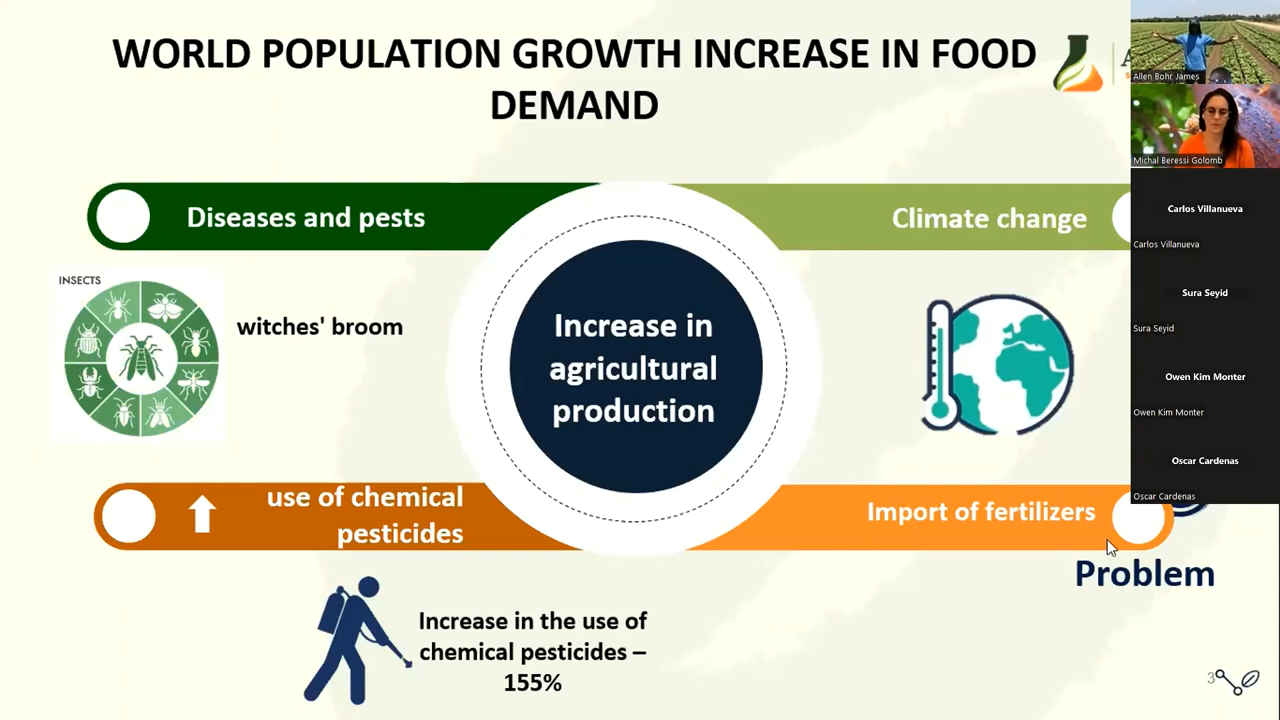 WORLD POPULATION GROWTH INCREASE IN FOOD
DEMAND
Allen Bohr James
Michal Beressi Golomb
Diseases and pests
Climate change
Carlos Villanueva
Carlos Villanueva
INSECTS
witches' broom
Increase in
agricultural
production
Sura Seyid
Sura Seyid
Owen Kim Monter
Owen Kim Monter
Oscar Cardenas
Oscar Cardenas
use of chemical
pesticides
Import of fertilizers
Problem
Increase in the use of
chemical pesticides –
155%
3